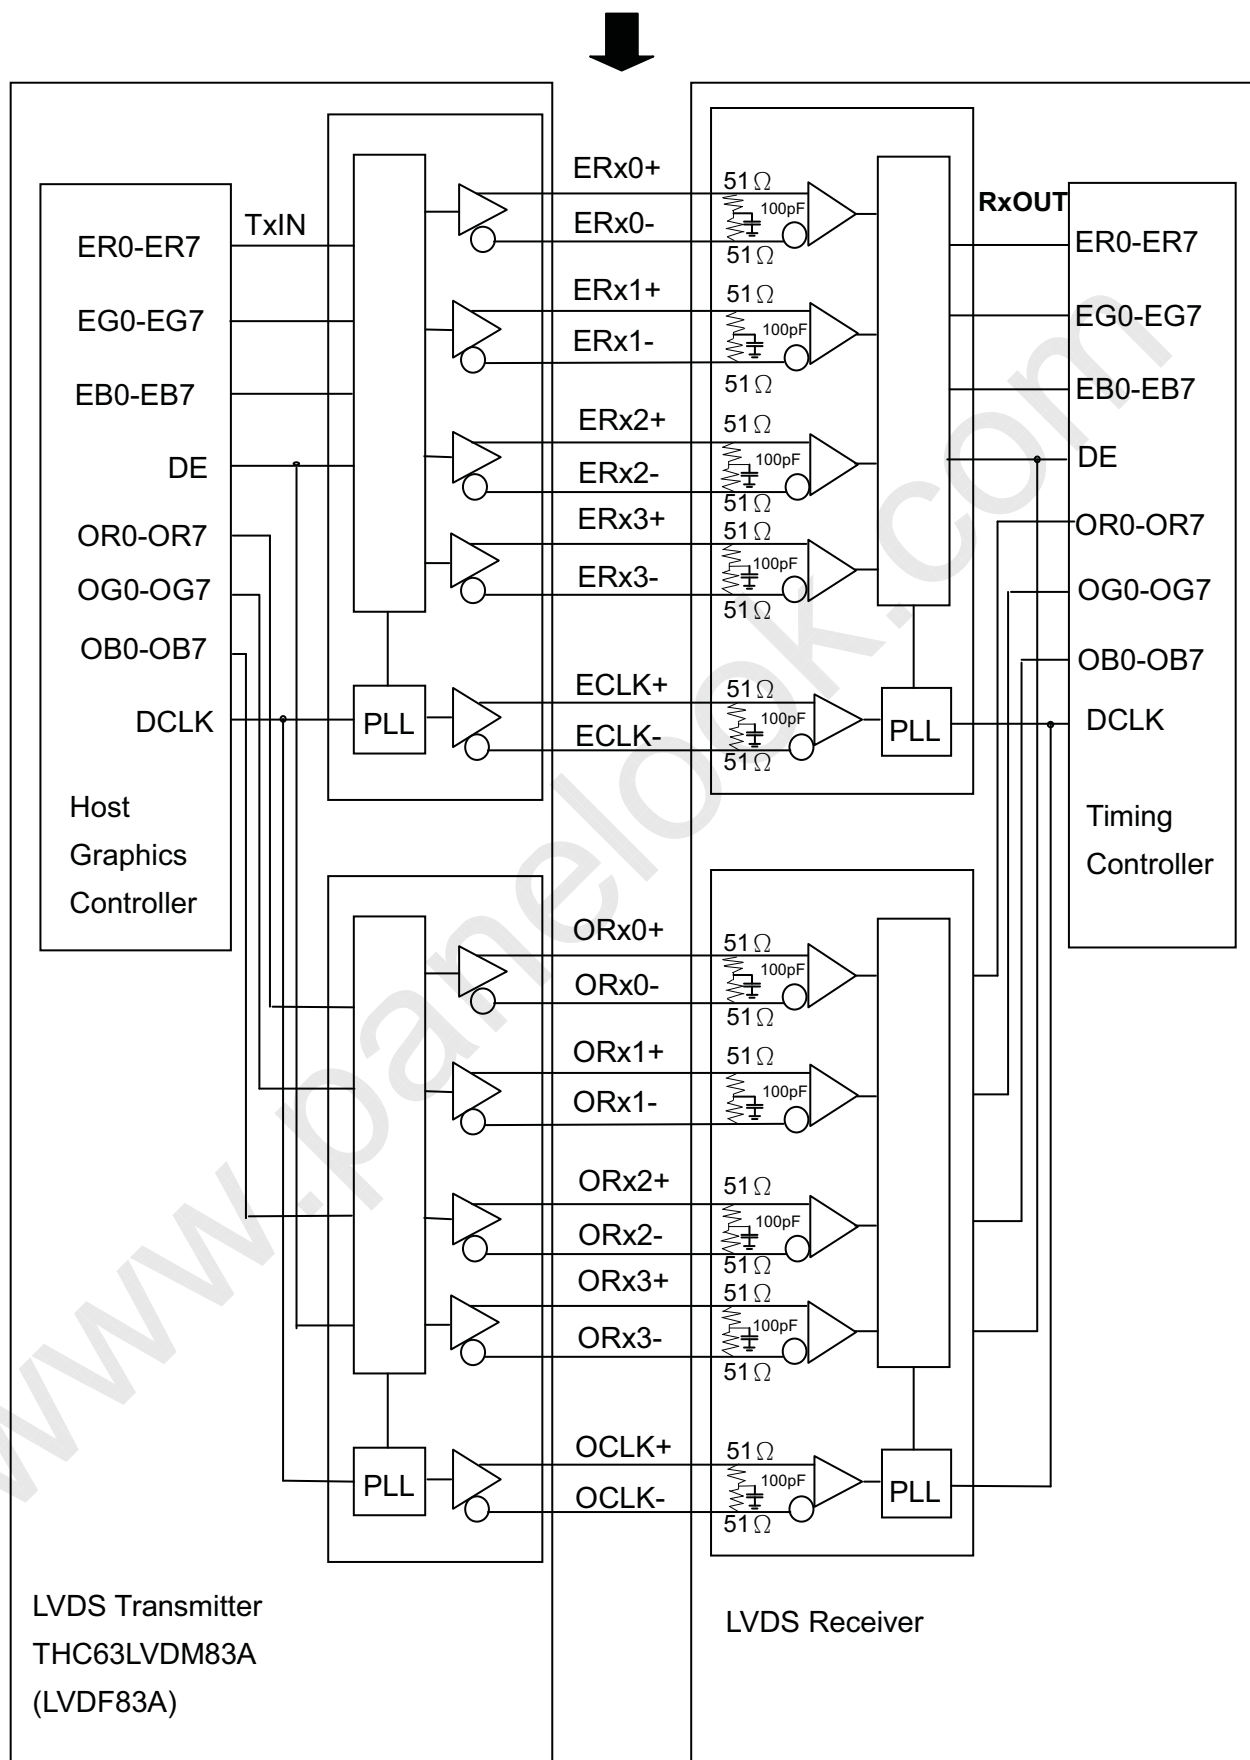 TxIN
ER0-ER7
EG0-EG7
EB0-EB7
DE
OR0-OR7
OG0-OG7
OB0-OB7
DCLK
Host
Graphics
Controller
PLL
PLL
ERx0+
ERx0-
ERx1+
ERx1-
ERx2+
ERx2-
ERx3+
ERx3-
ECLK+
ECLK-
ORx0+
ORx0-
ORx1+
ORx1-
ORx2+
ORx2-
ORx3+
ORx3-
OCLK+
OCLK-
51Ω
100pF
51Ω
51Ω
100pF
51Ω
51Ω
100pF
51Ω
51Ω
100pF
51Ω
51Ω
100pF
51Ω
PLL
51Ω
100pF
51Ω
51Ω
100pF
51Ω
100pF
51Ω
51Ω
100pF
51Ω
51Ω
100pF
51Ω
PLL
RxOUT
ER0-ER7
EG0-EG7
EB0-EB7
DE
OR0-OR7
OG0-OG7
OB0-OB7
DCLK
Timing
Controller
LVDS Transmitter
THC63LVDM83A
(LVDF83A)
LVDS Receiver
www.panelook.com